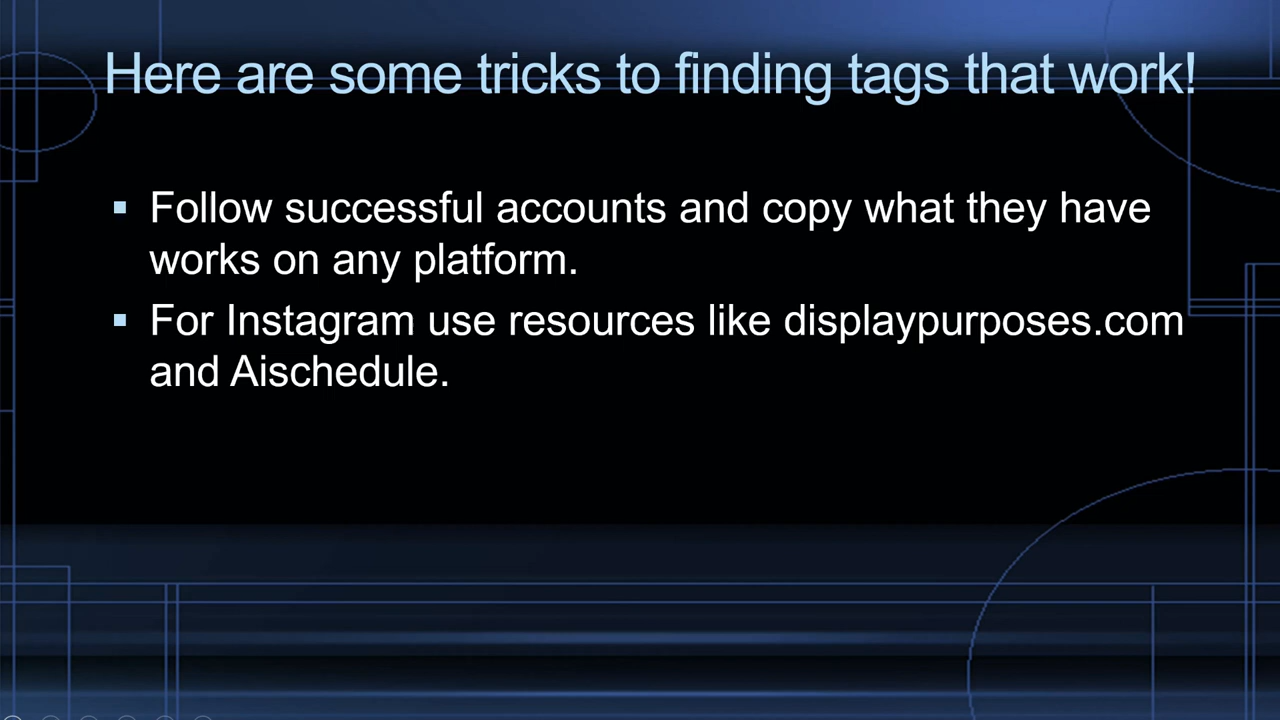 Here are some tricks to finding tags that work!
Follow successful accounts and copy what they have
works on any platform.
For Instagram use resources like displaypurposes.com
and Aischedule.